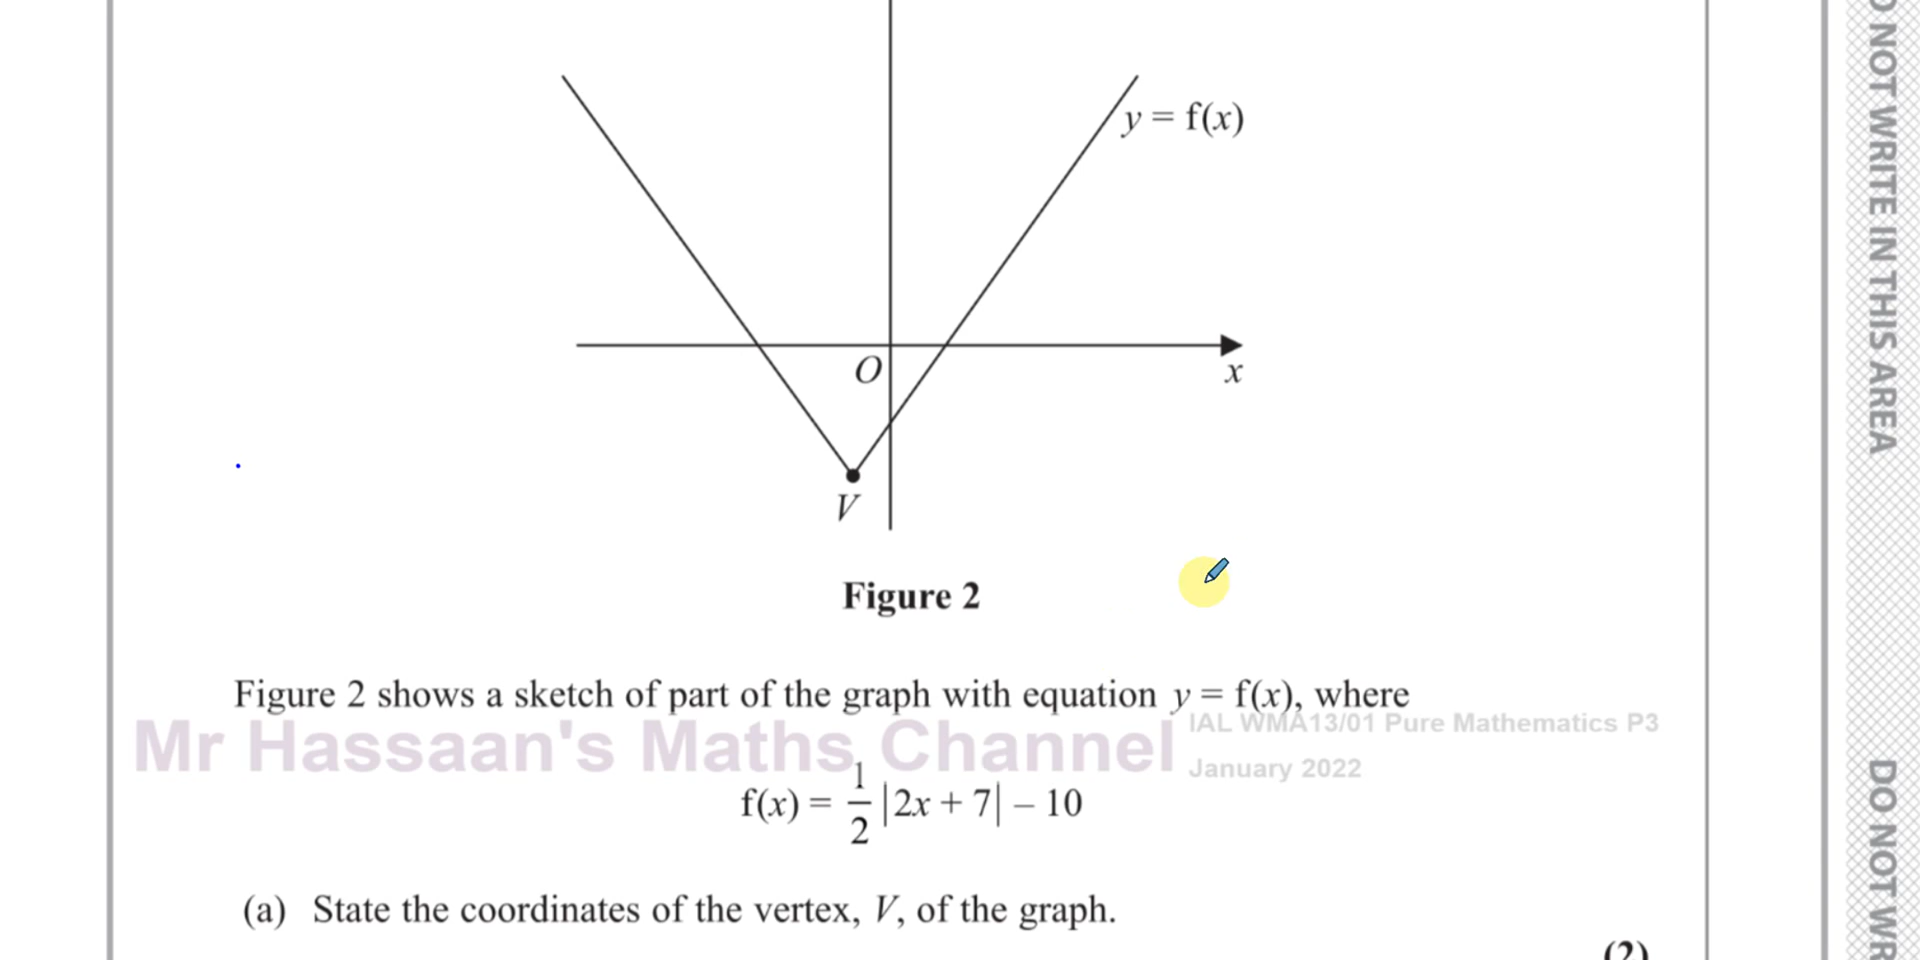 y = f(x)
O
x
V
Figure 2
Figure 2 shows a sketch of part of the graph with equation y = f(x), where
Mr Hassaan's Maths Channel
IAL WMA13/01 Pure Mathematics P3
January 2022
f(x) = 1/2 |2x + 7| – 10
(a) State the coordinates of the vertex, V, of the graph.
(2)
O NOT WRITE IN THIS AREA
DO NOT WR